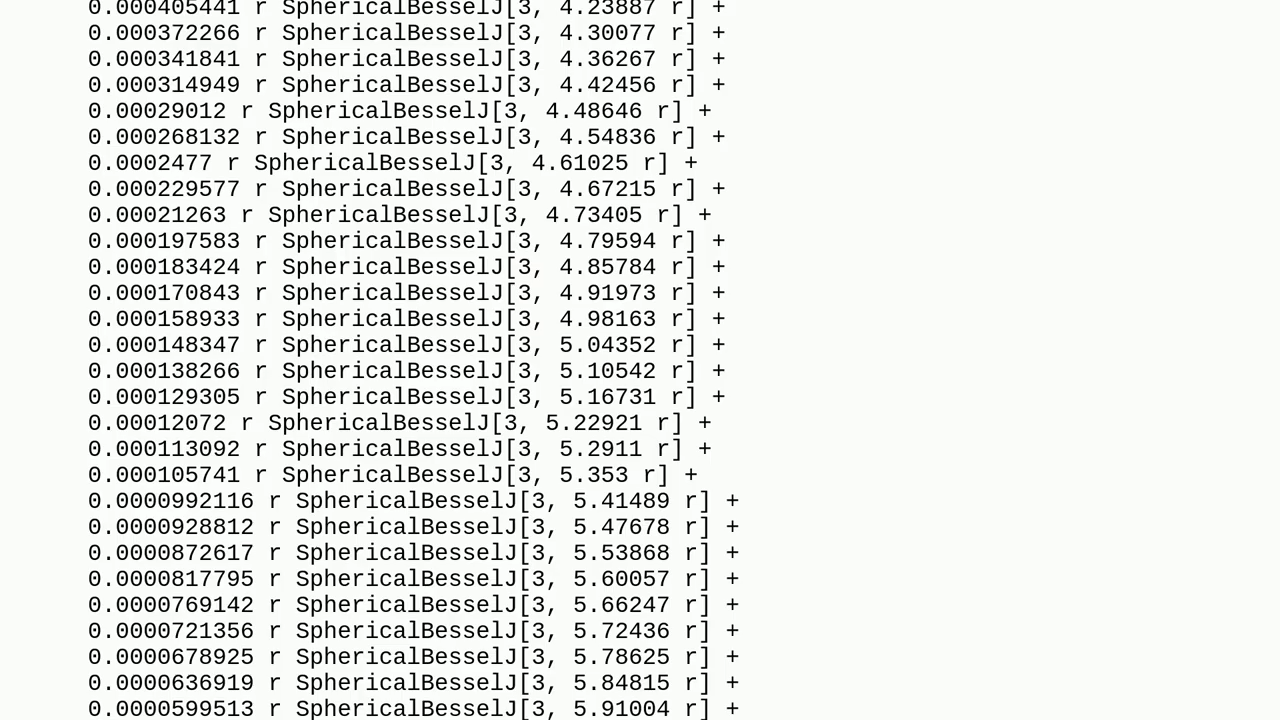 0.000405441 r SphericalBesselJ[3, 4.23887 r] +
0.000372266 r SphericalBesselJ[3, 4.30077 r] +
0.000341841 r SphericalBesselJ[3, 4.36267 r] +
0.000314949 r SphericalBesselJ[3, 4.42456 r] +
0.00029012 r SphericalBesselJ[3, 4.48646 r] +
0.000268132 r SphericalBesselJ[3, 4.54836 r] +
0.0002477 r SphericalBesselJ[3, 4.61025 r] +
0.000229577 r SphericalBesselJ[3, 4.67215 r] +
0.00021263 r SphericalBesselJ[3, 4.73405 r] +
0.000197583 r SphericalBesselJ[3, 4.79594 r] +
0.000183424 r SphericalBesselJ[3, 4.85784 r] +
0.000170843 r SphericalBesselJ[3, 4.91973 r] +
0.000158933 r SphericalBesselJ[3, 4.98163 r] +
0.000148347 r SphericalBesselJ[3, 5.04352 r] +
0.000138266 r SphericalBesselJ[3, 5.10542 r] +
0.000129305 r SphericalBesselJ[3, 5.16731 r] +
0.00012072 r SphericalBesselJ[3, 5.22921 r] +
0.000113092 r SphericalBesselJ[3, 5.2911 r] +
0.000105741 r SphericalBesselJ[3, 5.353 r] +
0.0000992116 r SphericalBesselJ[3, 5.41489 r] +
0.0000928812 r SphericalBesselJ[3, 5.47678 r] +
0.0000872617 r SphericalBesselJ[3, 5.53868 r] +
0.0000817795 r SphericalBesselJ[3, 5.60057 r] +
0.0000769142 r SphericalBesselJ[3, 5.66247 r] +
0.0000721356 r SphericalBesselJ[3, 5.72436 r] +
0.0000678925 r SphericalBesselJ[3, 5.78625 r] +
0.0000636919 r SphericalBesselJ[3, 5.84815 r] +
0.0000599513 r SphericalBesselJ[3, 5.91004 r] +